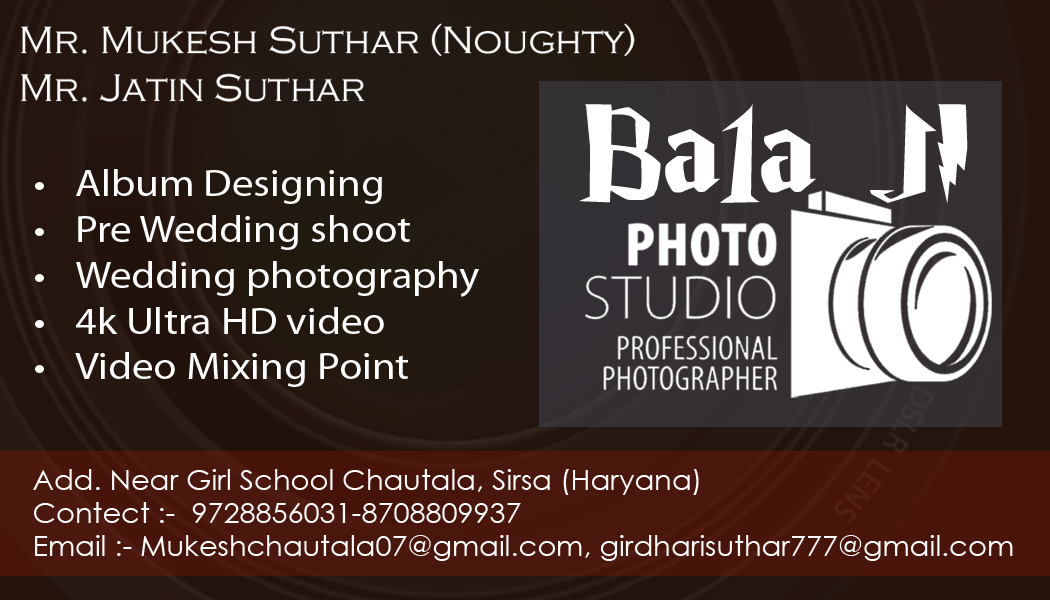 Mr. Mukesh Suthar (Noughty)
Mr. Jatin Suthar
• Album Designing
• Pre Wedding shoot
• Wedding photography
• 4k Ultra HD video
• Video Mixing Point
Bala JI
PHOTO
STUDIO
PROFESSIONAL
PHOTOGRAPHER
DSLR LENS
Add. Near Girl School Chautala, Sirsa (Haryana)
Contect :- 9728856031-8708809937
Email :- Mukeshchautala07@gmail.com, girdharisuthar777@gmail.com